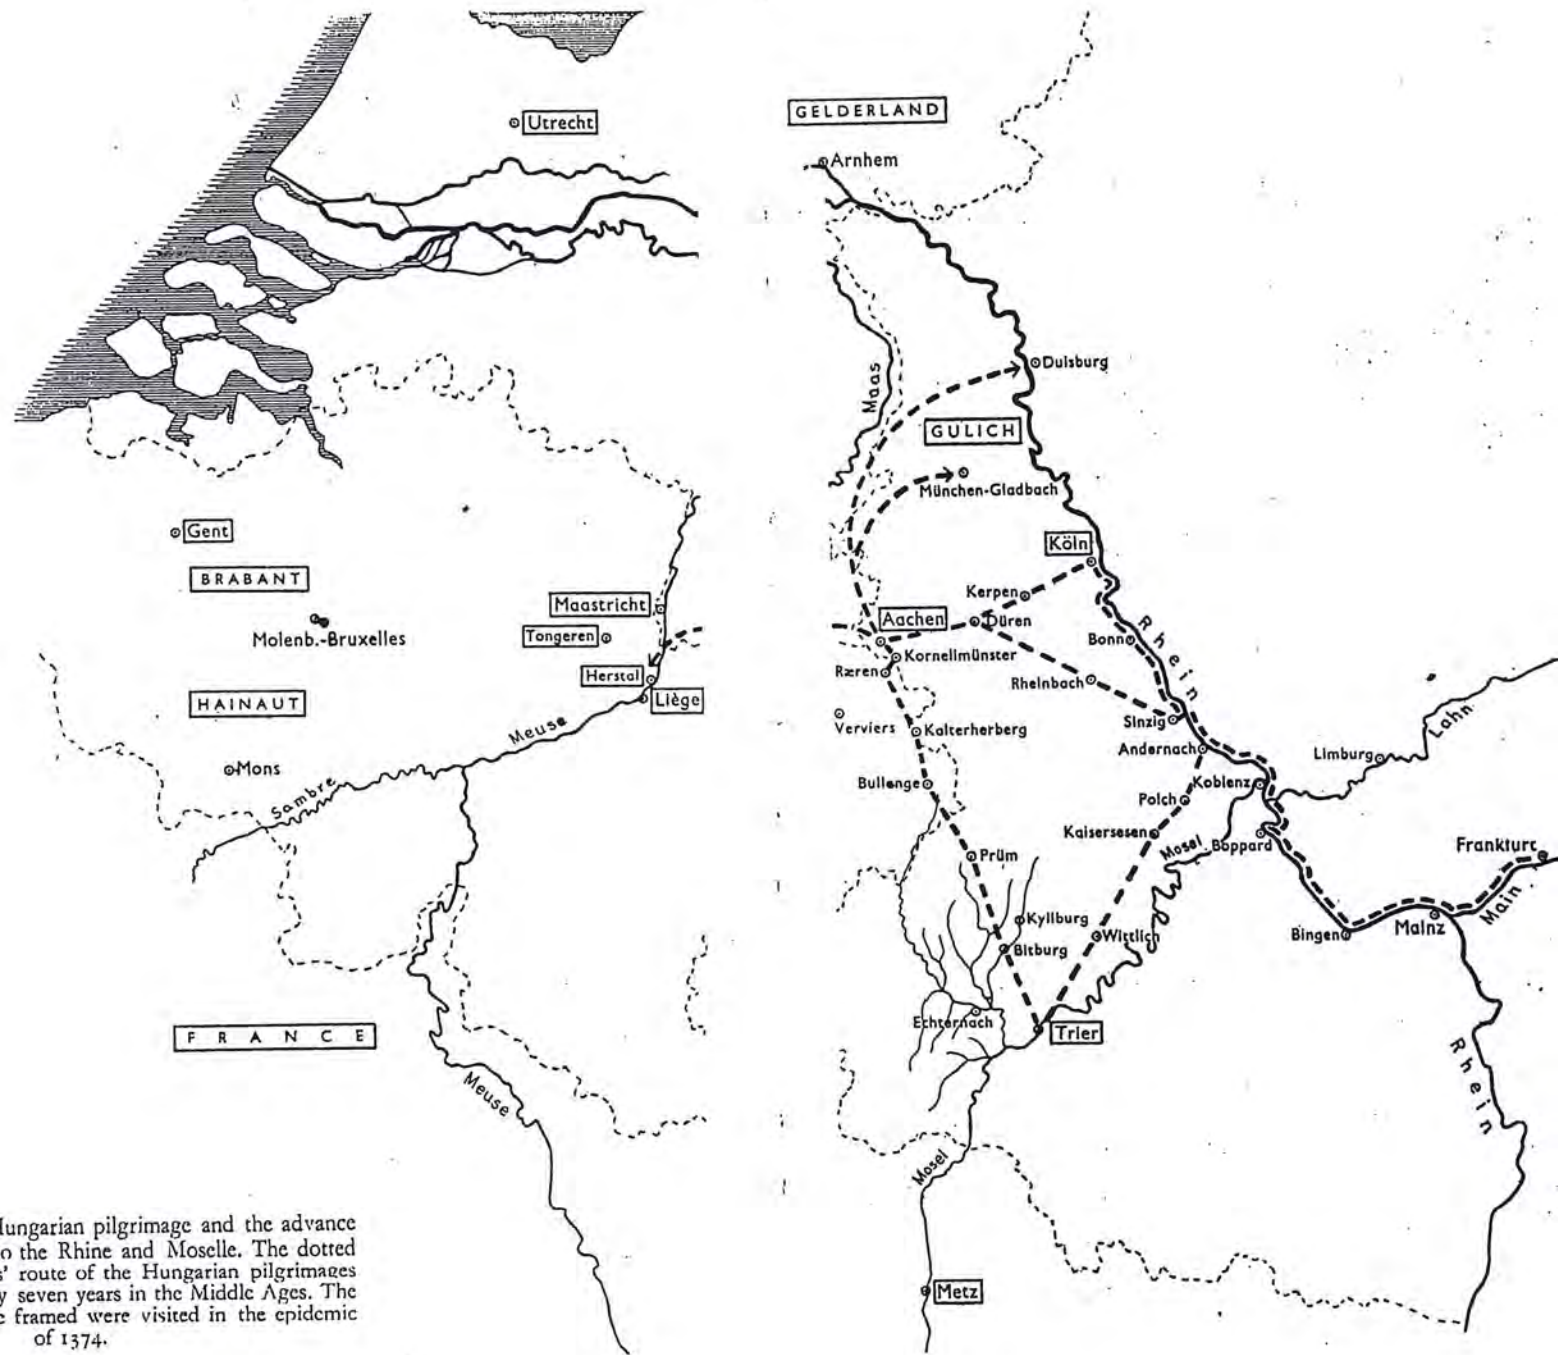 Utrecht
GELDERLAND
Arnhem
Maas
Duisburg
GULICH
München-Gladbach
Gent
BRABANT
Molenb.-Bruxelles
HAINAUT
Mons
Maastricht
Tongeren
Herstal
Liège
Meuse
Sambre
Köln
Kerpen
Aachen
Düren
Kornelimünster
Ræren
Bonn
Rhein
Rheinbach
Sinzig
Verviers
Kalterherberg
Andernach
Bullenge
Koblenz
Limburg
Lahn
Polch
Kaisersesen
Mosel
Boppard
Frankfurt
Prüm
Main
Kyllburg
Wittlich
Bitburg
Bingen
Mainz
Echternach
Trier
FRANCE
Meuse
Rhein
Mosel
Metz
Hungarian pilgrimage and the advance
o the Rhine and Moselle. The dotted
s' route of the Hungarian pilgrimages
y seven years in the Middle Ages. The
e framed were visited in the epidemic
of 1374.